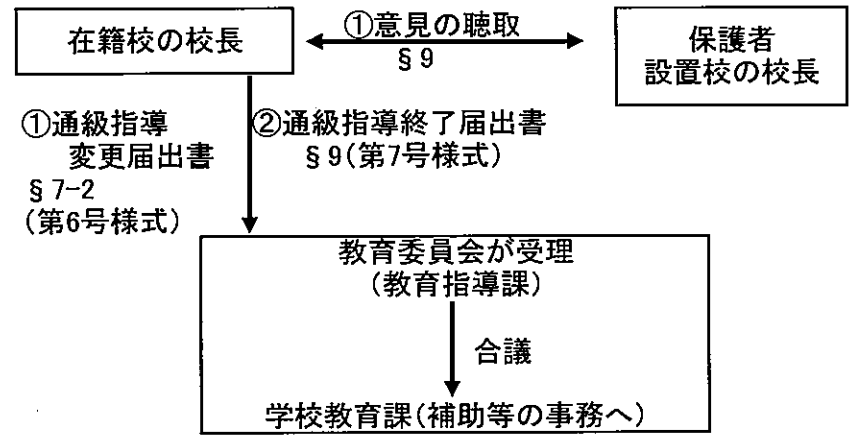 在籍校の校長
①意見の聴取
§9
保護者
設置校の校長
①通級指導
変更届出書
§7-2
(第6号様式)
②通級指導終了届出書
§9(第7号様式)
教育委員会が受理
(教育指導課)
合議
学校教育課(補助等の事務へ)